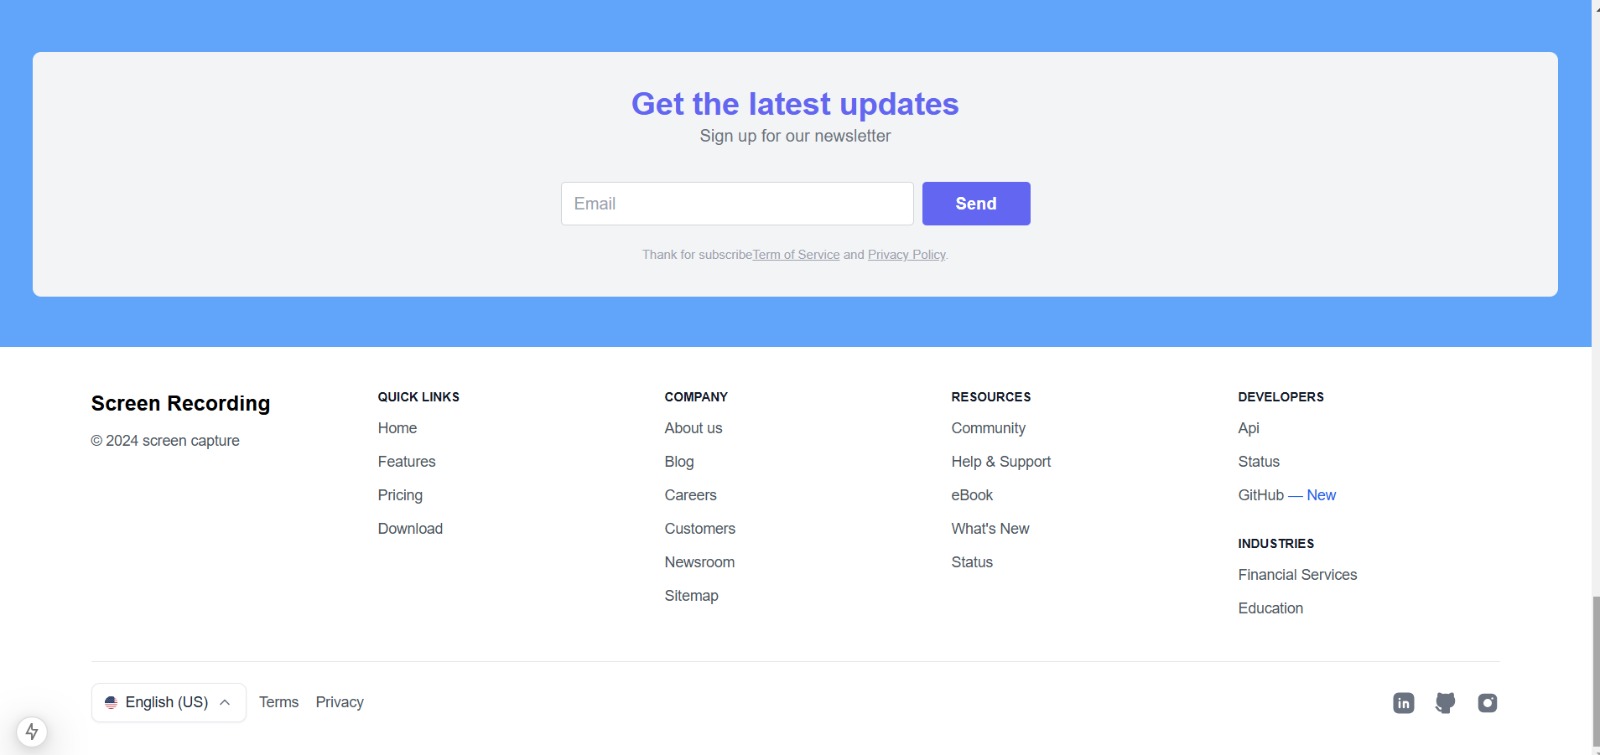 Get the latest updates
Sign up for our newsletter
Email
Send
Thank for subscribeTerm of Service and Privacy Policy.
Screen Recording
© 2024 screen capture
QUICK LINKS
Home
Features
Pricing
Download
COMPANY
About us
Blog
Careers
Customers
Newsroom
Sitemap
RESOURCES
Community
Help & Support
eBook
What's New
Status
DEVELOPERS
Api
Status
GitHub — New
INDUSTRIES
Financial Services
Education
English (US)
Terms
Privacy
in